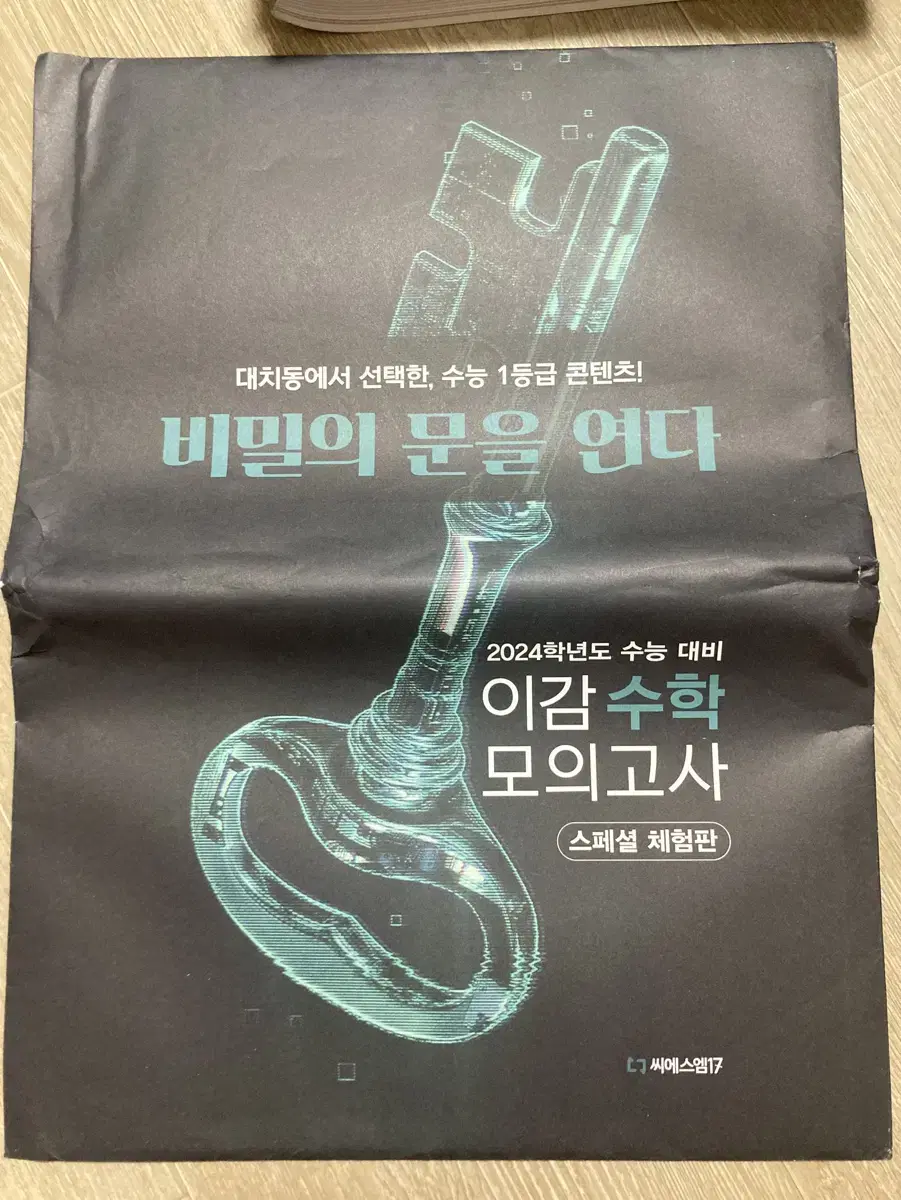 대치동에서 선택한, 수능 1등급 콘텐츠!
비밀의 문을 연다
2024학년도 수능 대비
이감 수학
모의고사
스페셜 체험판
씨에스엠17